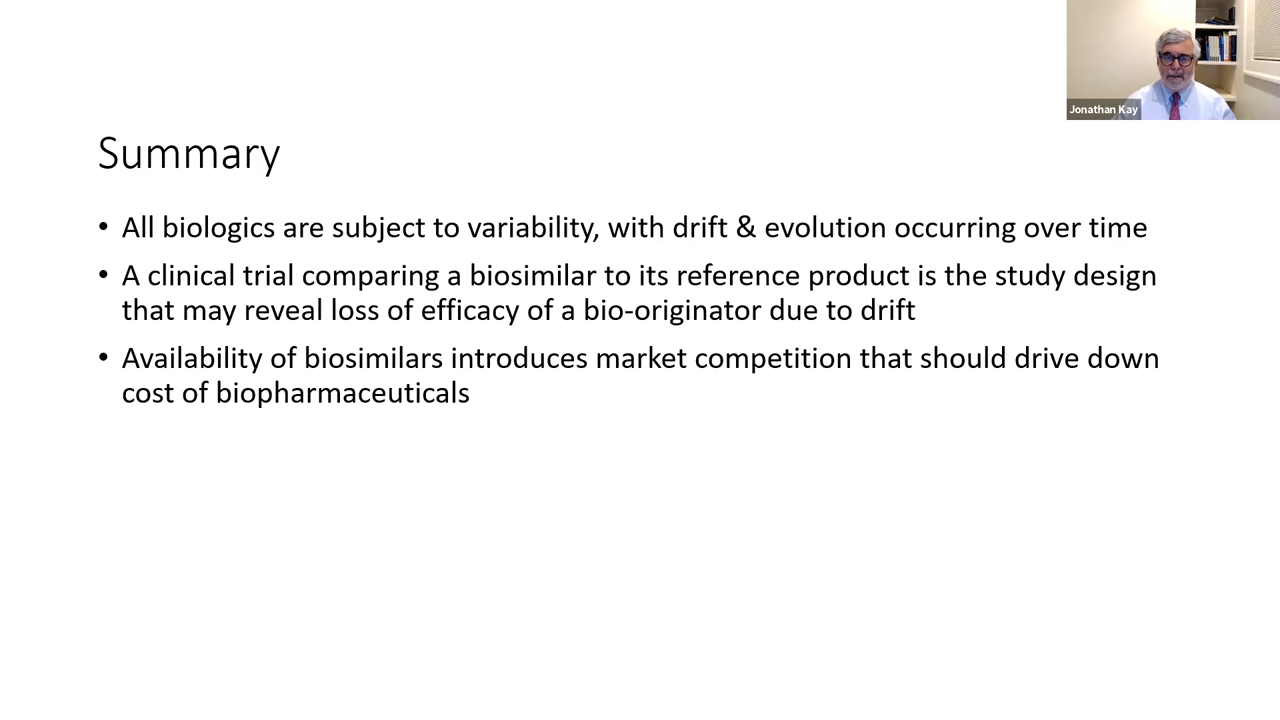 Jonathan Kay
Summary
• All biologics are subject to variability, with drift & evolution occurring over time
• A clinical trial comparing a biosimilar to its reference product is the study design
that may reveal loss of efficacy of a bio-originator due to drift
• Availability of biosimilars introduces market competition that should drive down
cost of biopharmaceuticals